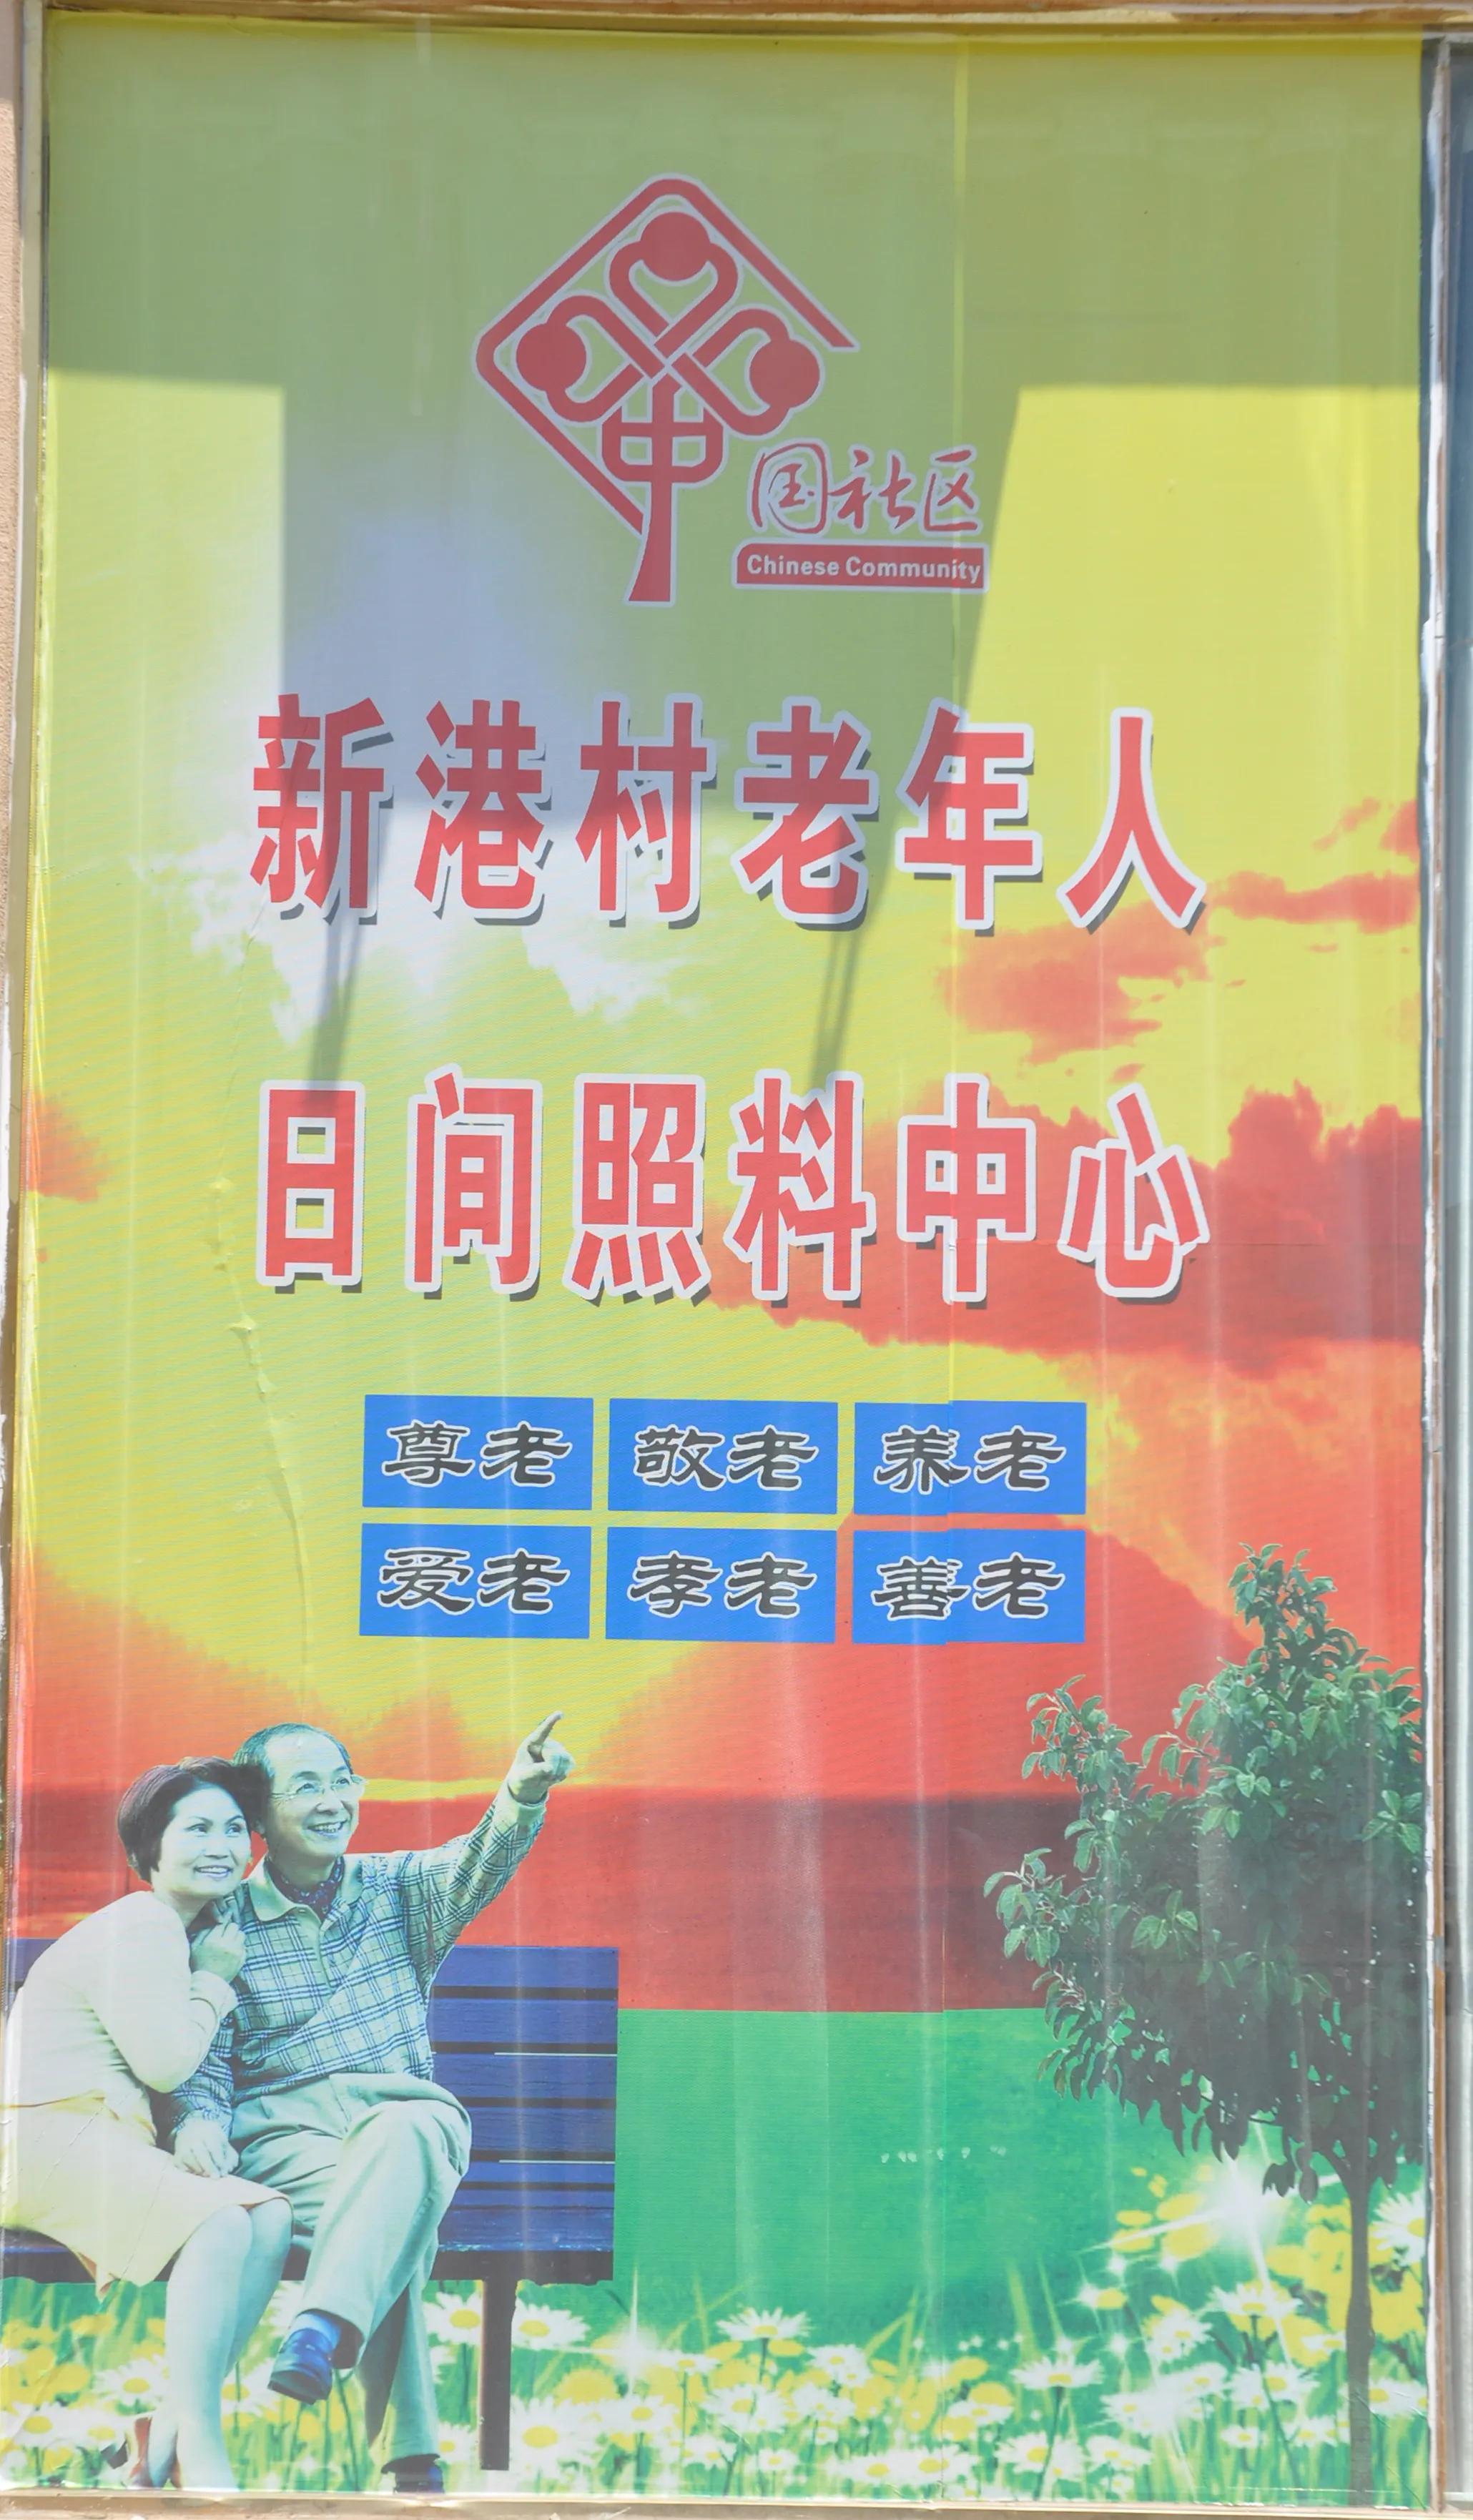 中国社区
Chinese Community
新港村老年人
日间照料中心
尊老 敬老 养老
爱老 孝老 善老